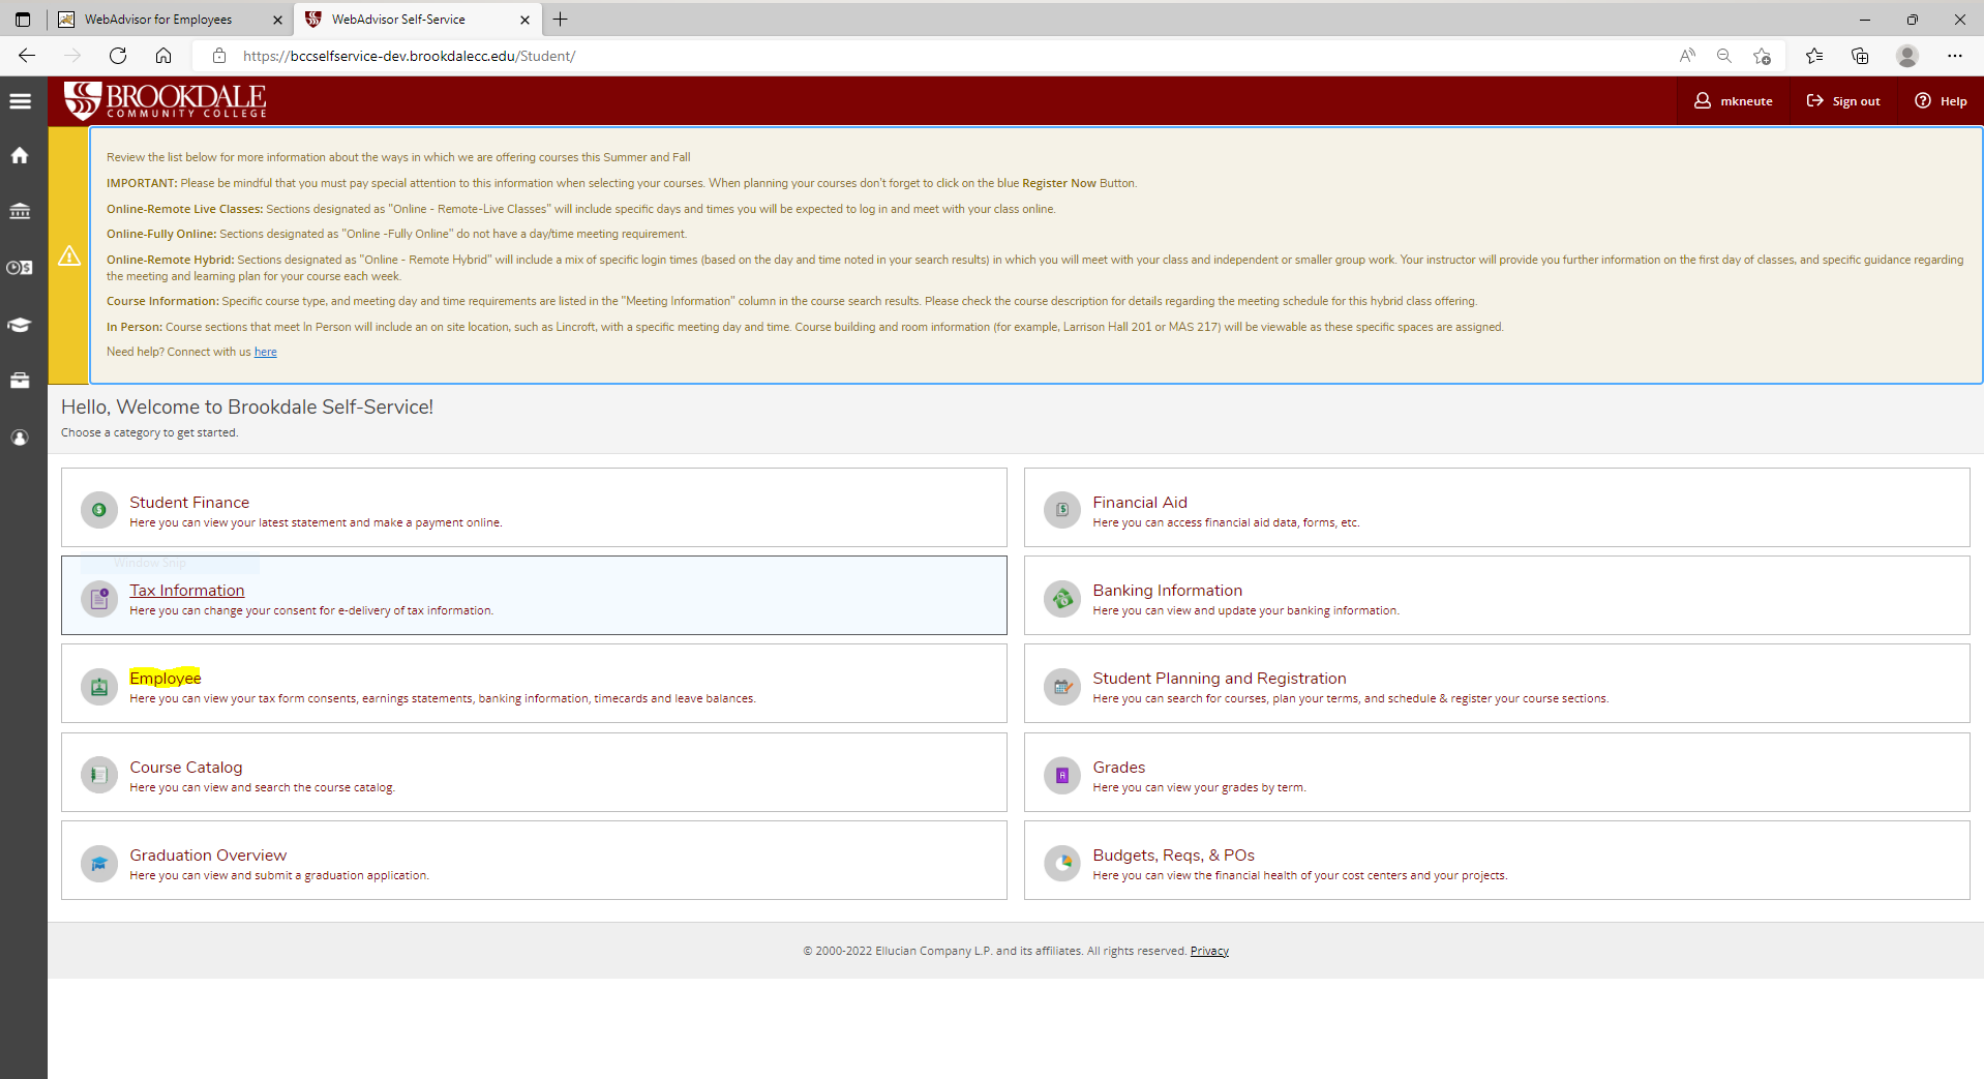 WebAdvisor for Employees
WebAdvisor Self-Service
https://bccselfservice-dev.brookdalecc.edu/Student/
BROOKDALE
COMMUNITY COLLEGE
mkneute
Sign out
Help
Review the list below for more information about the ways in which we are offering courses this Summer and Fall
IMPORTANT: Please be mindful that you must pay special attention to this information when selecting your courses. When planning your courses don't forget to click on the blue Register Now Button.
Online-Remote Live Classes: Sections designated as "Online - Remote-Live Classes" will include specific days and times you will be expected to log in and meet with your class online.
Online-Fully Online: Sections designated as "Online -Fully Online" do not have a day/time meeting requirement.
Online-Remote Hybrid: Sections designated as "Online - Remote Hybrid" will include a mix of specific login times (based on the day and time noted in your search results) in which you will meet with your class and independent or smaller group work. Your instructor will provide you further information on the first day of classes, and specific guidance regarding
the meeting and learning plan for your course each week.
Course Information: Specific course type, and meeting day and time requirements are listed in the "Meeting Information" column in the course search results. Please check the course description for details regarding the meeting schedule for this hybrid class offering.
In Person: Course sections that meet In Person will include an on site location, such as Lincroft, with a specific meeting day and time. Course building and room information (for example, Larrison Hall 201 or MAS 217) will be viewable as these specific spaces are assigned.
Need help? Connect with us here
Hello, Welcome to Brookdale Self-Service!
Choose a category to get started.
Student Finance
Here you can view your latest statement and make a payment online.
Financial Aid
Here you can access financial aid data, forms, etc.
Window Snip
Tax Information
Here you can change your consent for e-delivery of tax information.
Banking Information
Here you can view and update your banking information.
Employee
Here you can view your tax form consents, earnings statements, banking information, timecards and leave balances.
Student Planning and Registration
Here you can search for courses, plan your terms, and schedule & register your course sections.
Course Catalog
Here you can view and search the course catalog.
Grades
Here you can view your grades by term.
Graduation Overview
Here you can view and submit a graduation application.
Budgets, Reqs, & POs
Here you can view the financial health of your cost centers and your projects.
© 2000-2022 Ellucian Company L.P. and its affiliates. All rights reserved. Privacy